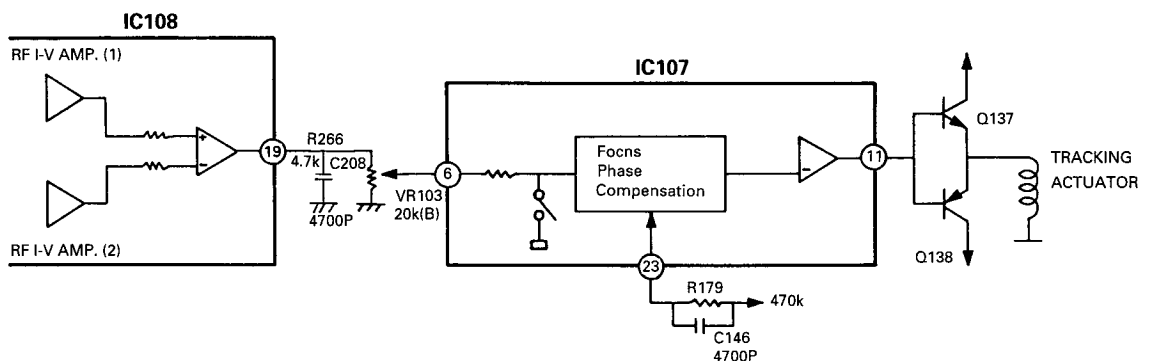 IC108
RF I-V AMP. (1)
RF I-V AMP. (2)
19
R266
4.7k
C208
4700P
VR103
20k(B)
IC107
6
Focns
Phase
Compensation
11
23
R179
470k
C146
4700P
Q137
Q138
TRACKING
ACTUATOR